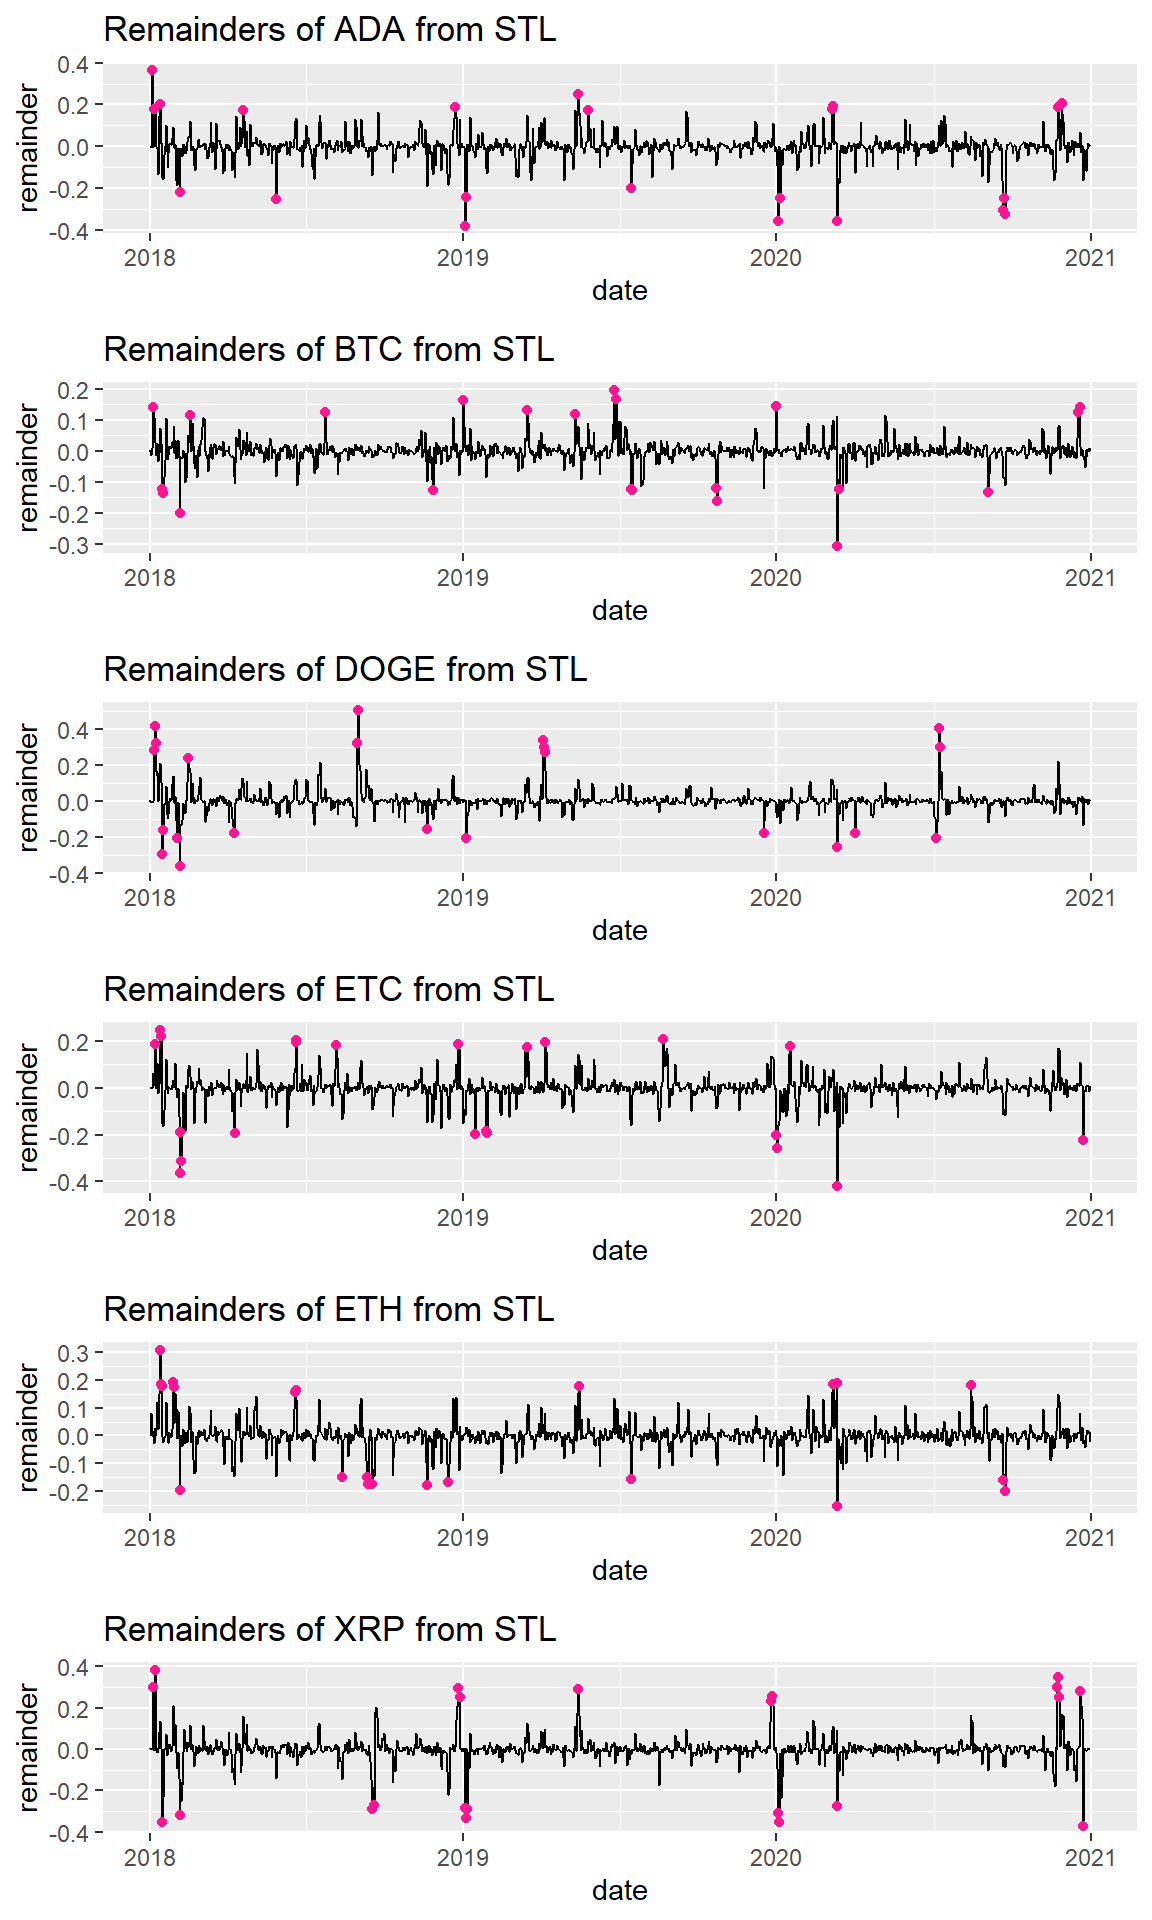 Remainders of ADA from STL
0.4
0.2
0.0
-0.2
-0.4
remainder
2018 2019 2020 2021
date
Remainders of BTC from STL
0.2
0.1
0.0
-0.1
-0.2
-0.3
remainder
2018 2019 2020 2021
date
Remainders of DOGE from STL
0.4
0.2
0.0
-0.2
-0.4
remainder
2018 2019 2020 2021
date
Remainders of ETC from STL
0.2
0.0
-0.2
-0.4
remainder
2018 2019 2020 2021
date
Remainders of ETH from STL
0.3
0.2
0.1
0.0
-0.1
-0.2
remainder
2018 2019 2020 2021
date
Remainders of XRP from STL
0.4
0.2
0.0
-0.2
-0.4
remainder
2018 2019 2020 2021
date